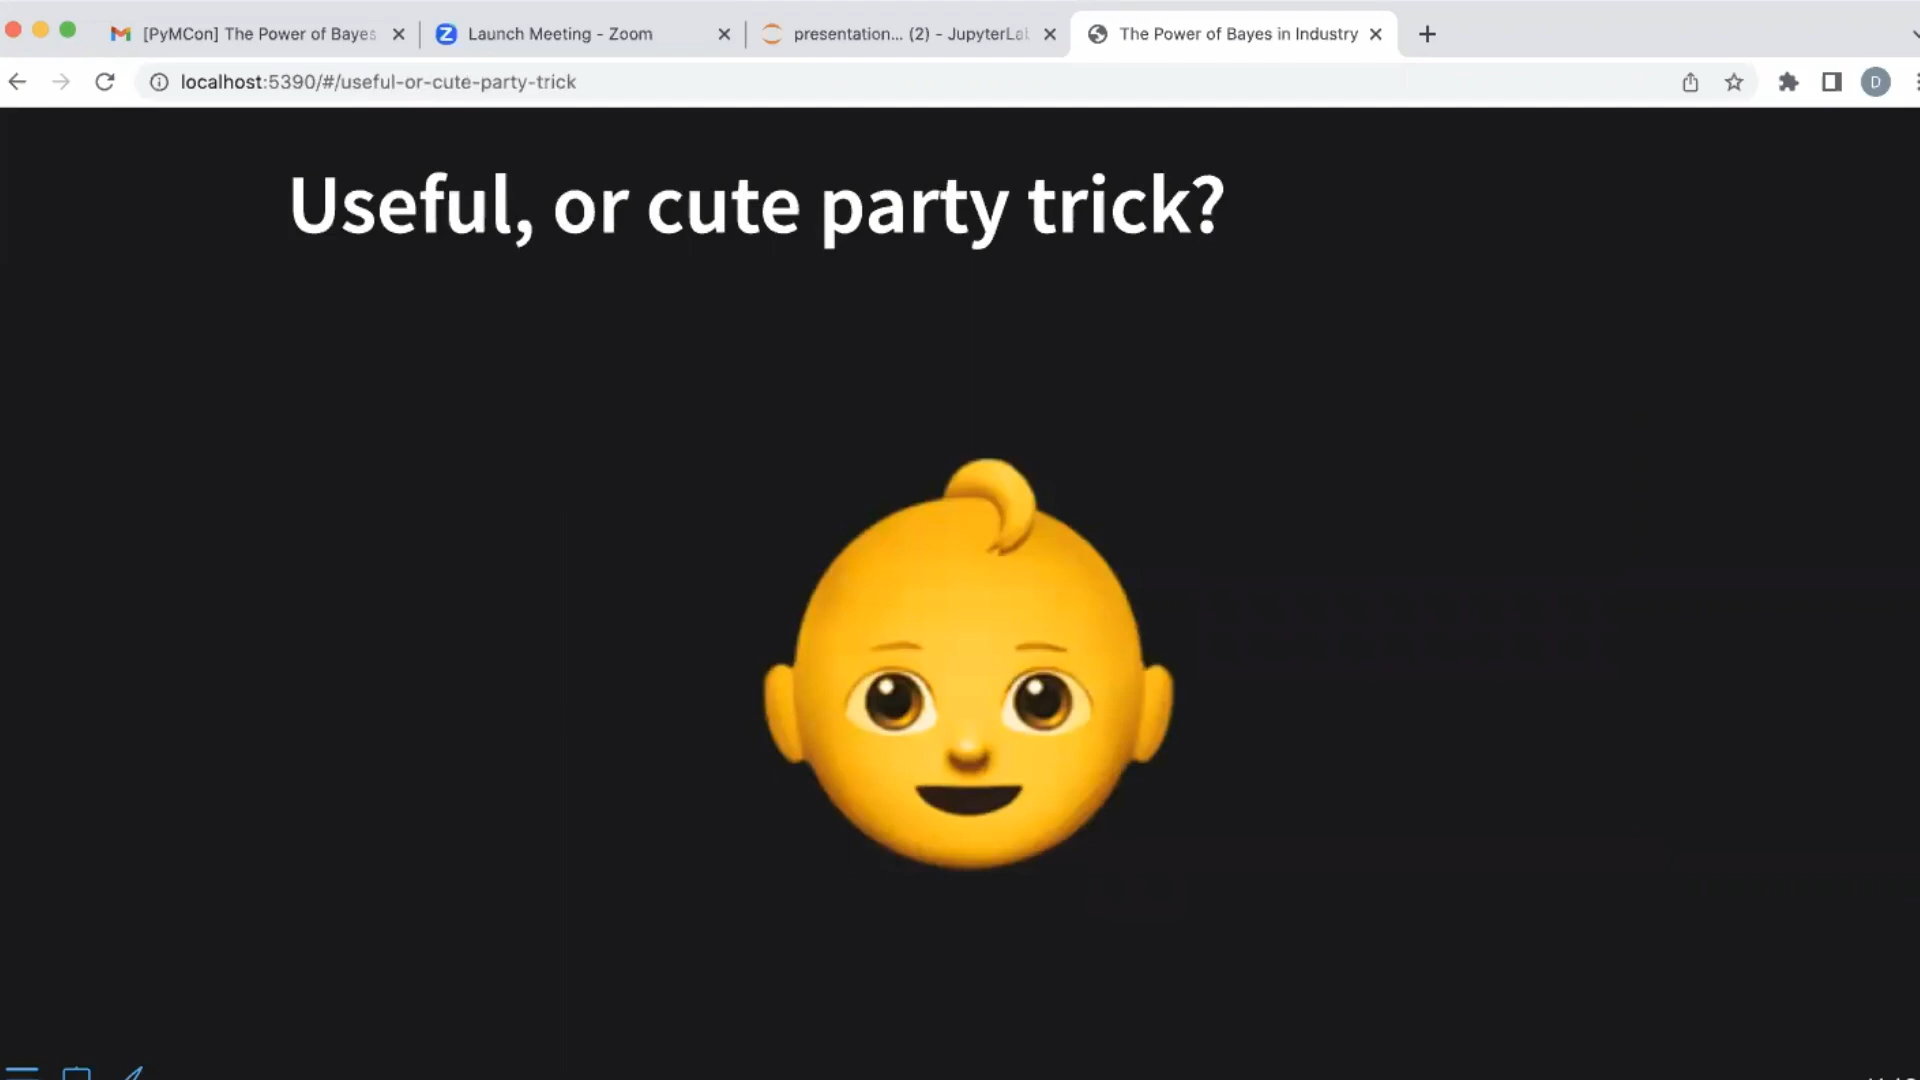 [PyMCon] The Power of Bayes
Launch Meeting - Zoom
presentation... (2) - JupyterLa
The Power of Bayes in Industry
localhost:5390/#/useful-or-cute-party-trick
D
Useful, or cute party trick?